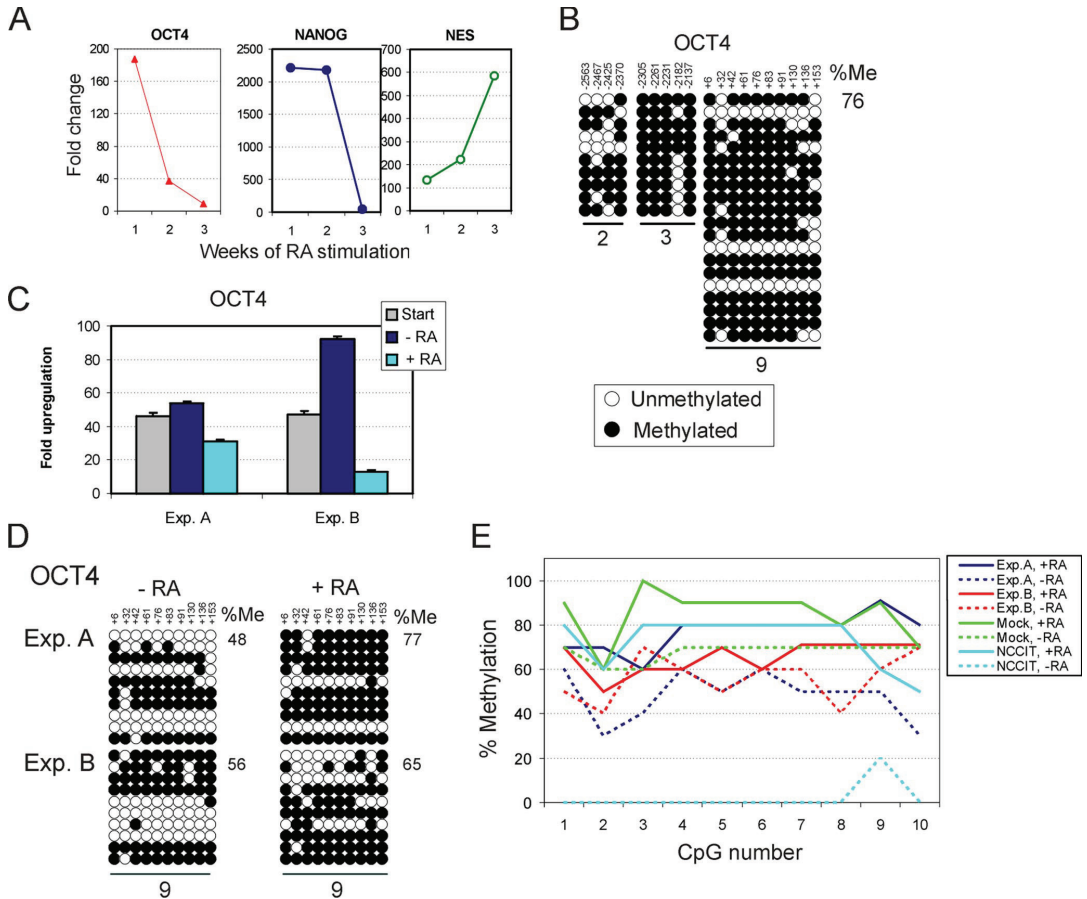 A
OCT4
NANOG
NES
Fold change
200
160
120
80
40
0
2500
2000
1500
1000
500
0
700
600
500
400
300
200
100
0
1 2 3
1 2 3
1 2 3
Weeks of RA stimulation
B
OCT4
-2563 -2467 -2425 -2370
-2305 -2261 -2231 -2182 -2137
+6 +32 +42 +61 +76 +83 +91 +130 +136 +153
%Me
76
2
3
9
Unmethylated
Methylated
C
OCT4
Start
- RA
+ RA
Fold upregulation
100
80
60
40
20
0
Exp. A
Exp. B
D
OCT4
- RA
+ RA
+6 +32 +42 +61 +76 +83 +91 +130 +136 +153
%Me
+6 +32 +42 +61 +76 +83 +91 +130 +136 +153
%Me
Exp. A
48
77
Exp. B
56
65
9
9
E
% Methylation
100
80
60
40
20
0
1 2 3 4 5 6 7 8 9 10
CpG number
Exp.A, +RA
Exp.A, -RA
Exp.B, +RA
Exp.B, -RA
Mock, +RA
Mock, -RA
NCCIT, +RA
NCCIT, -RA